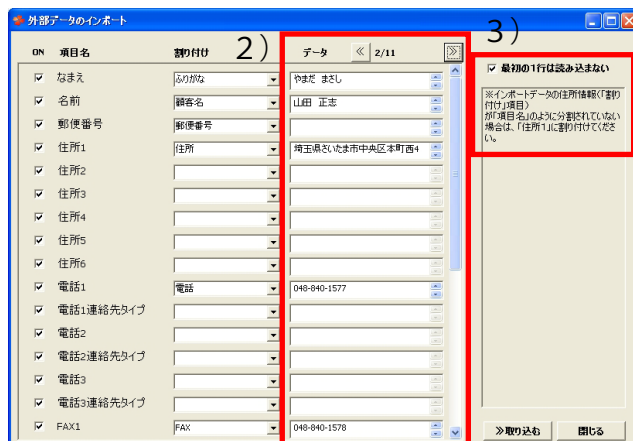 外部データのインポート
ON 項目名 割り付け 2) データ ≪ 2/11 ≫ 3)
なまえ ふりがな やまだ まさし
名前 顧客名 山田 正志
郵便番号 郵便番号
住所1 住所 埼玉県さいたま市中央区本町西4
住所2
住所3
住所4
住所5
住所6
電話1 電話 048-840-1577
電話1連絡先タイプ
電話2
電話2連絡先タイプ
電話3
電話3連絡先タイプ
FAX1 FAX 048-840-1578
最初の1行は読み込まない
※インポートデータの住所情報(「割り
付け」項目)
が「項目名」のように分割されていない
場合は、「住所1」に割り付けてくださ
い。
≫取り込む 閉じる